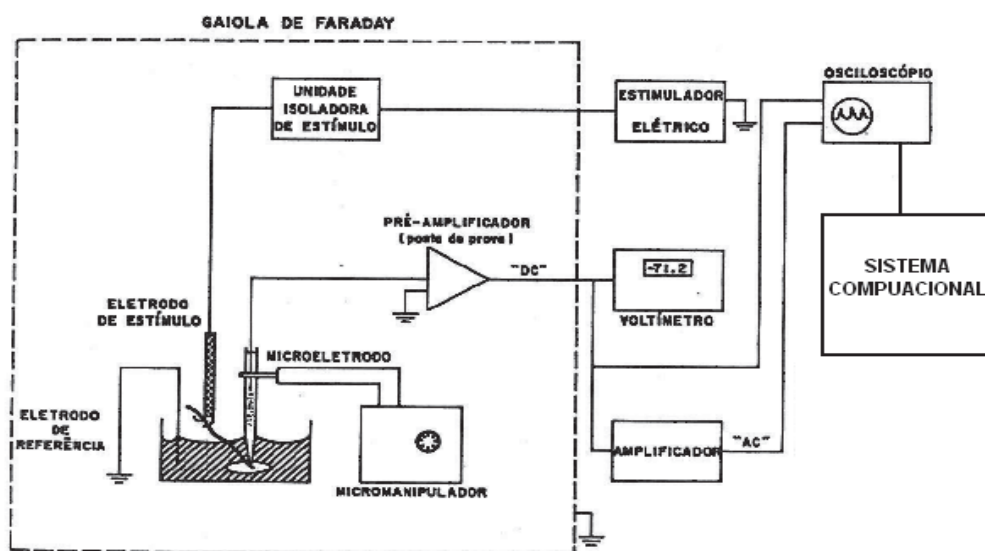 GAIOLA DE FARADAY
UNIDADE
ISOLADORA
DE ESTÍMULO
ESTIMULADOR
ELÉTRICO
OSCILOSCÓPIO
PRÉ-AMPLIFICADOR
(ponta de prova)
"DC"
-71.2
VOLTÍMETRO
SISTEMA
COMPUACIONAL
ELETRODO
DE ESTÍMULO
MICROELETRODO
ELETRODO
DE
REFERÊNCIA
MICROMANIPULADOR
AMPLIFICADOR
"AC"